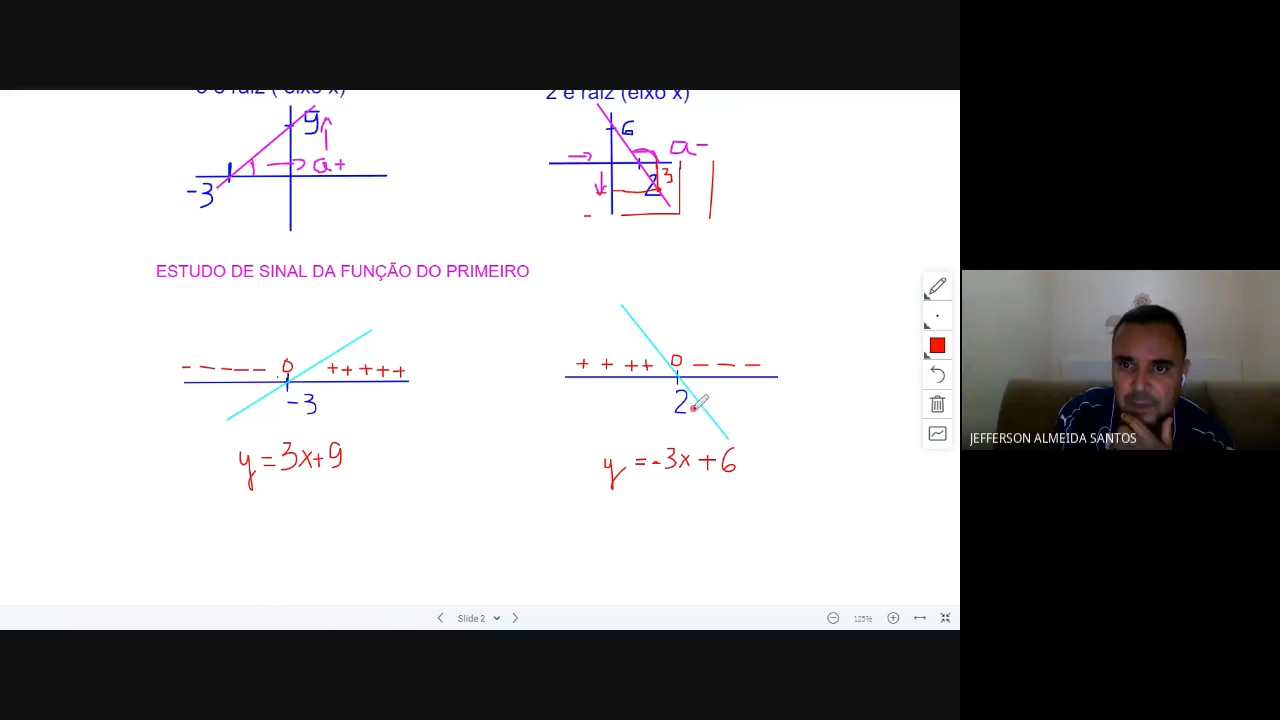 2 é raiz (eixo x)
9
a+
-3
6
a-
3
2
-
ESTUDO DE SINAL DA FUNÇÃO DO PRIMEIRO
- - - - - 0 + + + + +
-3
y = 3x+9
+ + + + 0 - - -
2
y = -3x + 6
JEFFERSON ALMEIDA SANTOS
Slide 2
125%